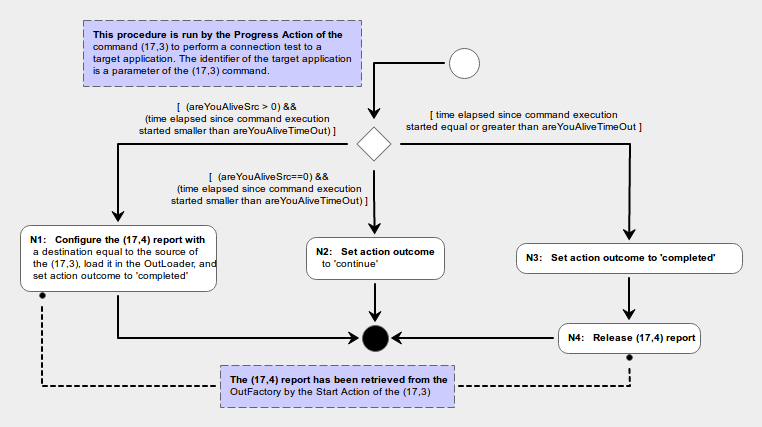 This procedure is run by the Progress Action of the
command (17,3) to perform a connection test to a
target application. The identifier of the target application
is a parameter of the (17,3) command.
[ (areYouAliveSrc > 0) &&
(time elapsed since command execution
started smaller than areYouAliveTimeOut) ]
[ time elapsed since command execution
started equal or greater than areYouAliveTimeOut ]
[ (areYouAliveSrc==0) &&
(time elapsed since command execution
started smaller than areYouAliveTimeOut) ]
N1: Configure the (17,4) report with
a destination equal to the source of
the (17,3), load it in the OutLoader, and
set action outcome to 'completed'
N2: Set action outcome
to 'continue'
N3: Set action outcome to 'completed'
N4: Release (17,4) report
The (17,4) report has been retrieved from the
OutFactory by the Start Action of the (17,3)